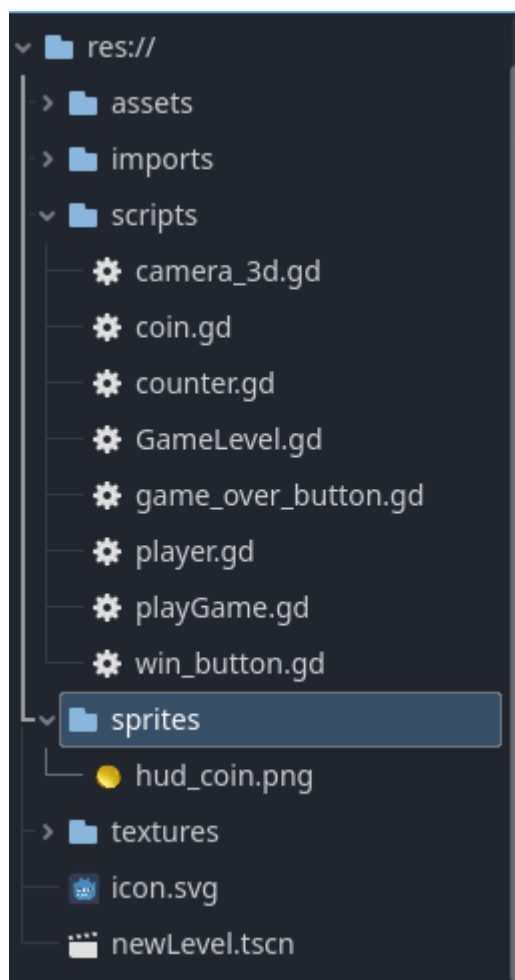 res://
assets
imports
scripts
camera_3d.gd
coin.gd
counter.gd
GameLevel.gd
game_over_button.gd
player.gd
playGame.gd
win_button.gd
sprites
hud_coin.png
textures
icon.svg
newLevel.tscn